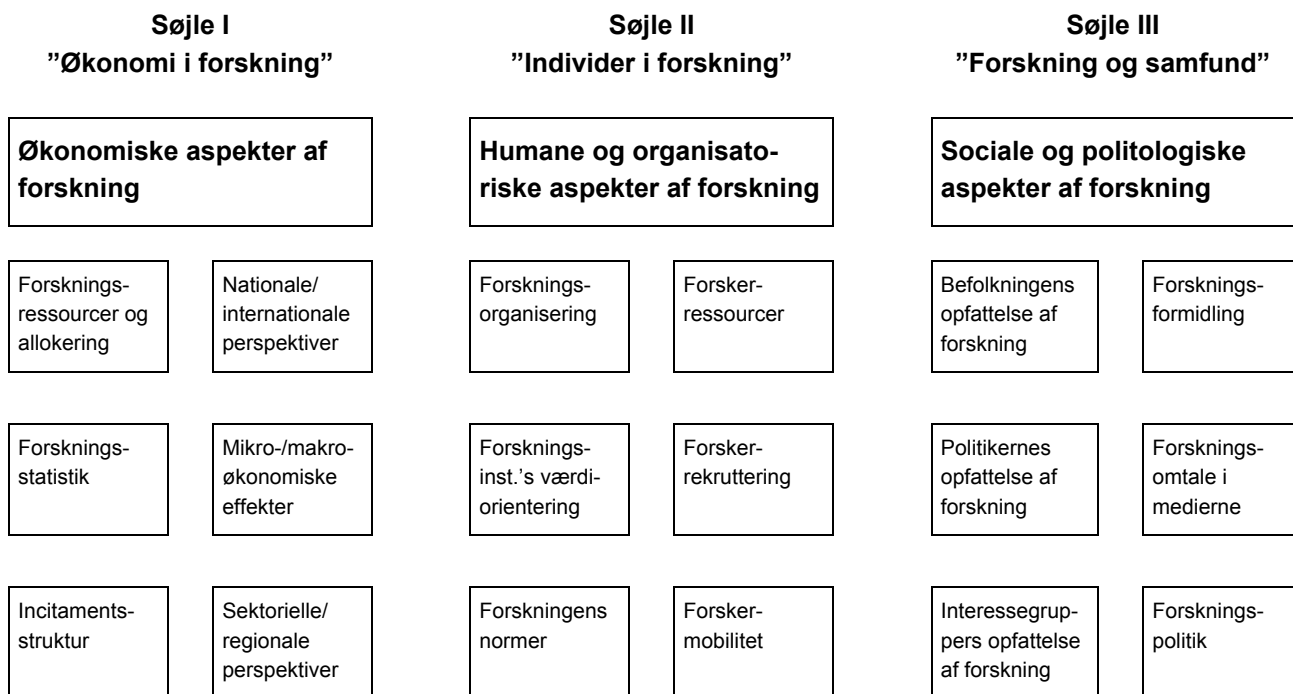 Søjle I
”Økonomi i forskning”
Økonomiske aspekter af
forskning
Forsknings-
ressourcer og
allokering
Nationale/
internationale
perspektiver
Forsknings-
statistik
Mikro-/makro-
økonomiske
effekter
Incitaments-
struktur
Sektorielle/
regionale
perspektiver
Søjle II
”Individer i forskning”
Humane og organisato-
riske aspekter af forskning
Forsknings-
organisering
Forsker-
ressourcer
Forsknings-
inst.’s værdi-
orientering
Forsker-
rekruttering
Forskningens
normer
Forsker-
mobilitet
Søjle III
”Forskning og samfund”
Sociale og politologiske
aspekter af forskning
Befolkningens
opfattelse af
forskning
Forsknings-
formidling
Politikernes
opfattelse af
forskning
Forsknings-
omtale i
medierne
Interessegrup-
pers opfattelse
af forskning
Forsknings-
politik